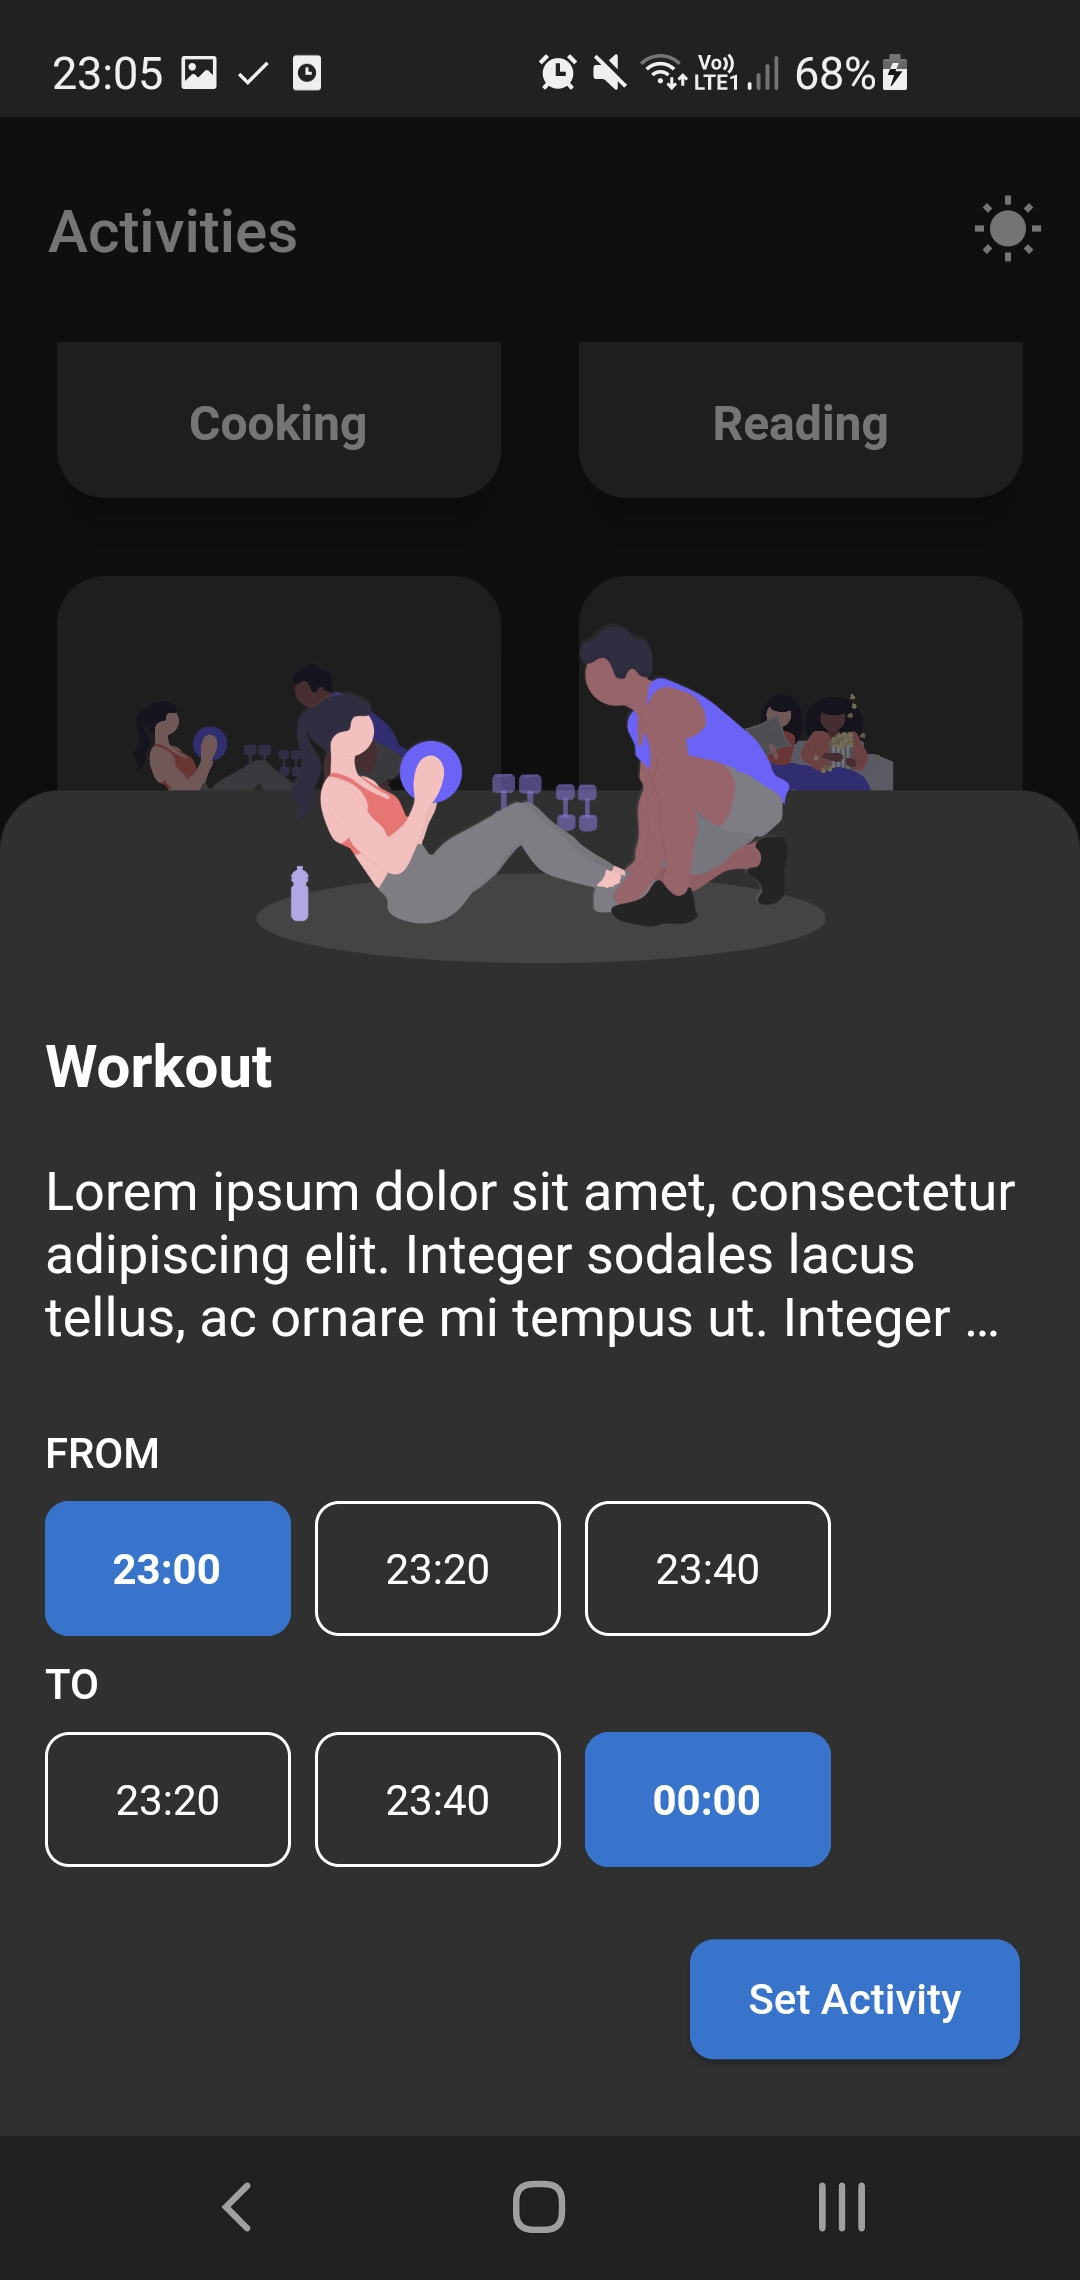 23:05 Vo)) LTE1 68%
Activities
Cooking Reading
Workout
Lorem ipsum dolor sit amet, consectetur
adipiscing elit. Integer sodales lacus
tellus, ac ornare mi tempus ut. Integer ...
FROM
23:00 23:20 23:40
TO
23:20 23:40 00:00
Set Activity